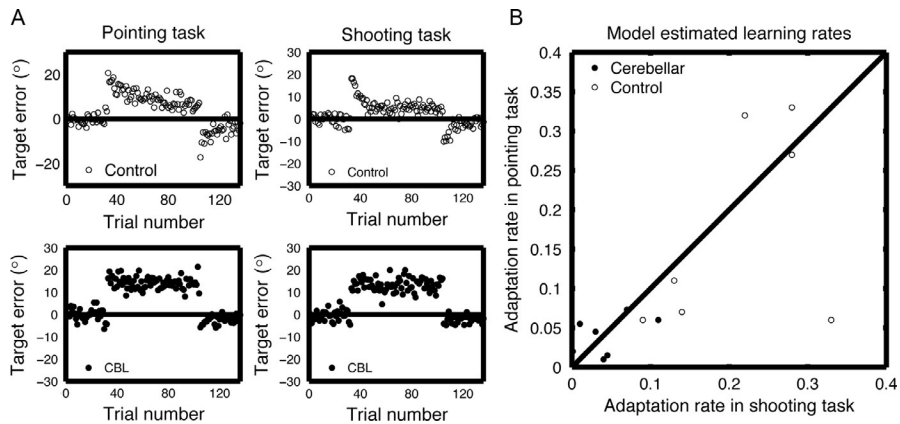 A
Pointing task
Target error (°)
20
0
−20
Control
0
40
80
120
Trial number
Shooting task
Target error (°)
30
20
10
0
−10
−20
−30
Control
0
40
80
120
Trial number
Target error (°)
30
20
10
0
−10
−20
−30
CBL
0
40
80
120
Trial number
Target error (°)
30
20
10
0
−10
−20
−30
CBL
0
40
80
120
Trial number
B
Model estimated learning rates
Cerebellar
Control
Adaptation rate in pointing task
0.4
0.35
0.3
0.25
0.2
0.15
0.1
0.05
0
0
0.1
0.2
0.3
0.4
Adaptation rate in shooting task